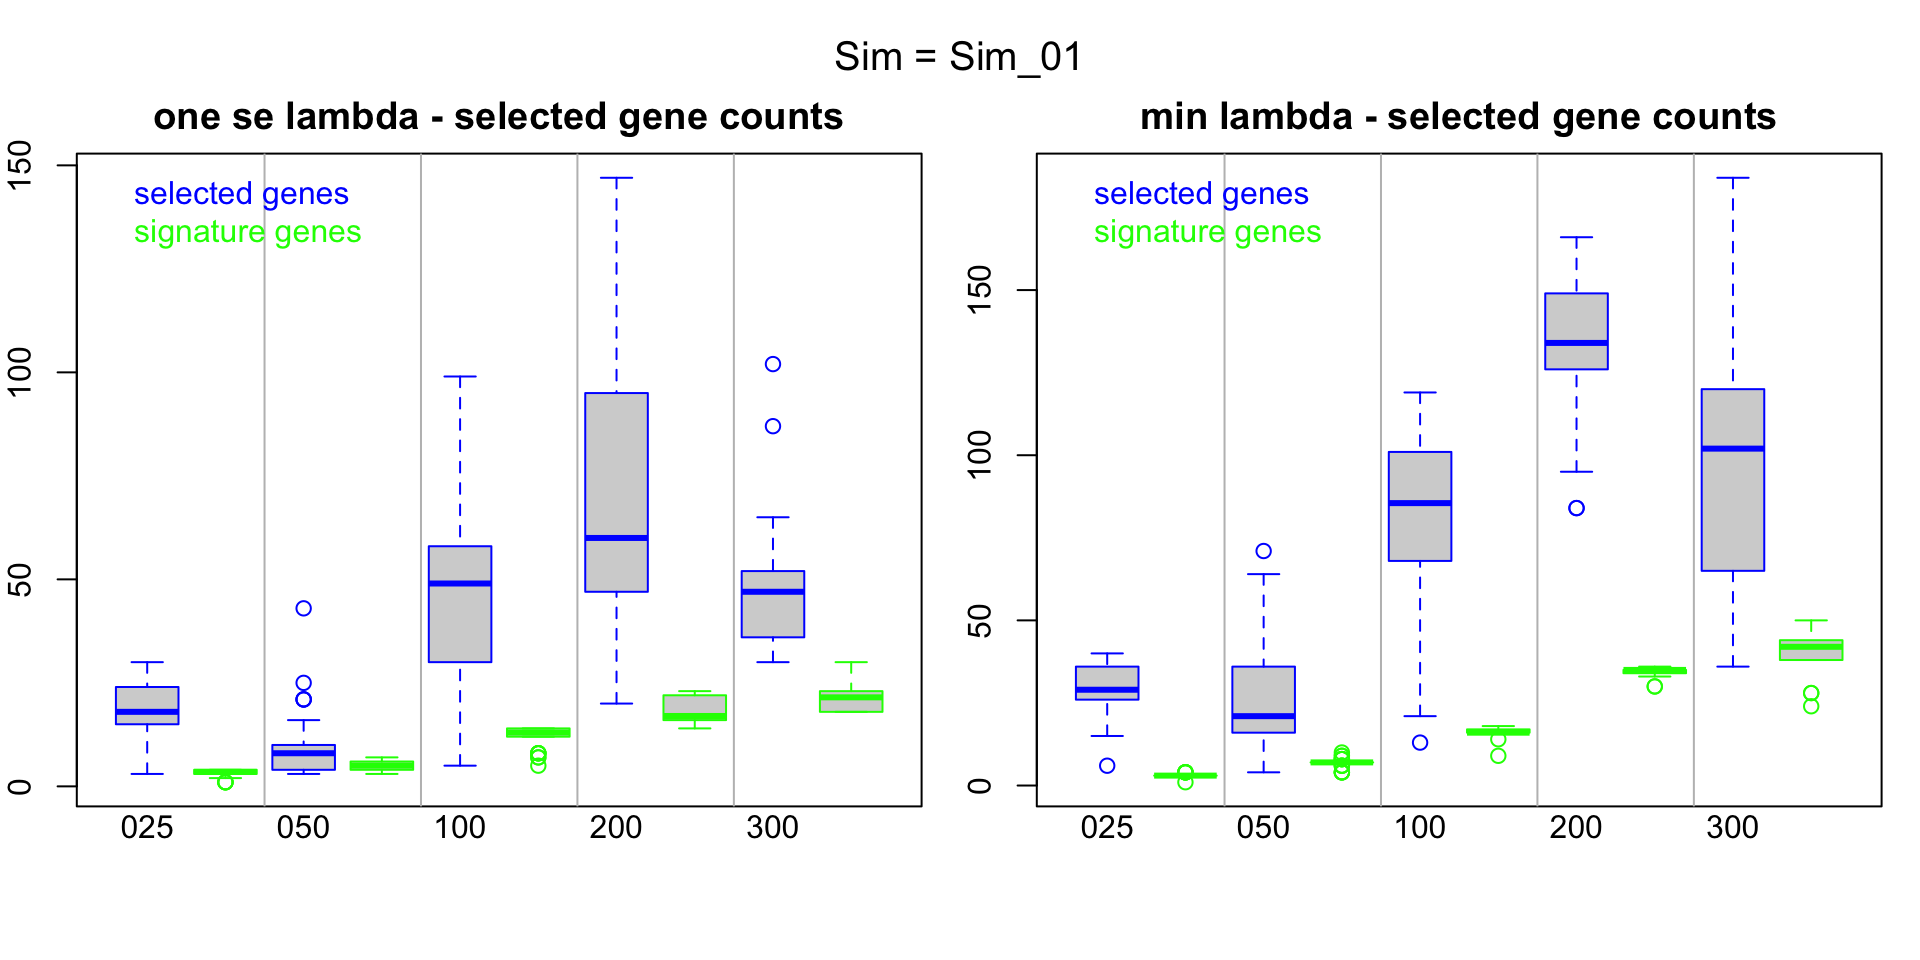 Sim = Sim_01
one se lambda - selected gene counts
selected genes
signature genes
150
100
50
0
025 050 100 200 300
min lambda - selected gene counts
selected genes
signature genes
150
100
50
0
025 050 100 200 300